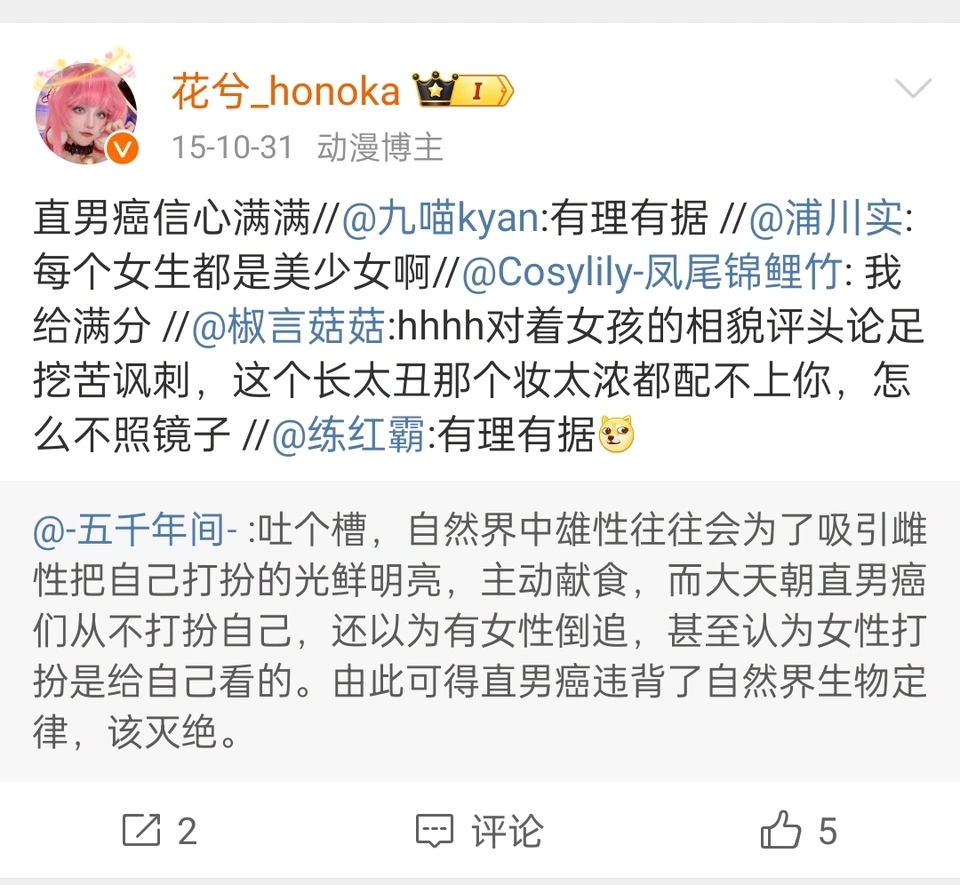 花兮_honoka I
15-10-31 动漫博主
直男癌信心满满//@九喵kyan:有理有据 //@浦川实:
每个女生都是美少女啊//@Cosylily-凤尾锦鲤竹: 我
给满分 //@椒言菇菇:hhhh对着女孩的相貌评头论足
挖苦讽刺，这个长太丑那个妆太浓都配不上你，怎
么不照镜子 //@练红霸:有理有据
@-五千年间- :吐个槽，自然界中雄性往往会为了吸引雌
性把自己打扮的光鲜明亮，主动献食，而大天朝直男癌
们从不打扮自己，还以为有女性倒追，甚至认为女性打
扮是给自己看的。由此可得直男癌违背了自然界生物定
律，该灭绝。
2 评论 5